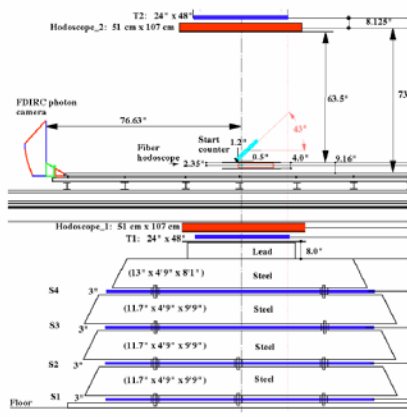 T2: 24" x 48"
Hodoscope_2: 51 cm x 107 cm
8.125"
FDIRC photon
camera
76.63"
63.5"
73
1.2"
Start
counter
43°
Fiber
hodoscope
2.35"
0.5"
4.0"
9.16"
Hodoscope_1: 51 cm x 107 cm
T1: 24" x 48"
Lead
8.0"
(13" x 4'9" x 8'1")
Steel
S4
3"
(11.7" x 4'9" x 9'9")
Steel
S3
3"
(11.7" x 4'9" x 9'9")
Steel
S2
3"
(11.7" x 4'9" x 9'9")
Steel
S1
3"
Floor